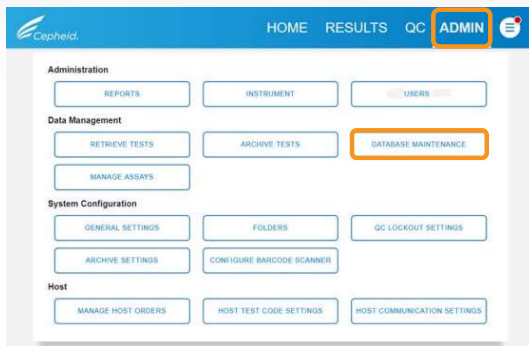 Cepheid.
HOME RESULTS QC ADMIN
Administration
REPORTS INSTRUMENT USERS
Data Management
RETRIEVE TESTS ARCHIVE TESTS DATABASE MAINTENANCE
MANAGE ASSAYS
System Configuration
GENERAL SETTINGS FOLDERS QC LOCKOUT SETTINGS
ARCHIVE SETTINGS CONFIGURE BARCODE SCANNER
Host
MANAGE HOST ORDERS HOST TEST CODE SETTINGS HOST COMMUNICATION SETTINGS